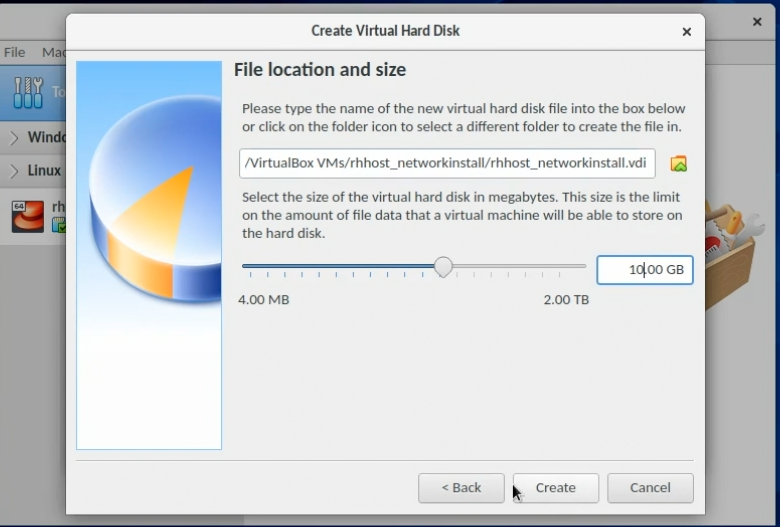 Create Virtual Hard Disk
File Mac
To
File location and size
Please type the name of the new virtual hard disk file into the box below
or click on the folder icon to select a different folder to create the file in.
Windo
/VirtualBox VMs/rhhost_networkinstall/rhhost_networkinstall.vdi
Linux
Select the size of the virtual hard disk in megabytes. This size is the limit
on the amount of file data that a virtual machine will be able to store on
the hard disk.
64
rh
10.00 GB
4.00 MB 2.00 TB
< Back Create Cancel